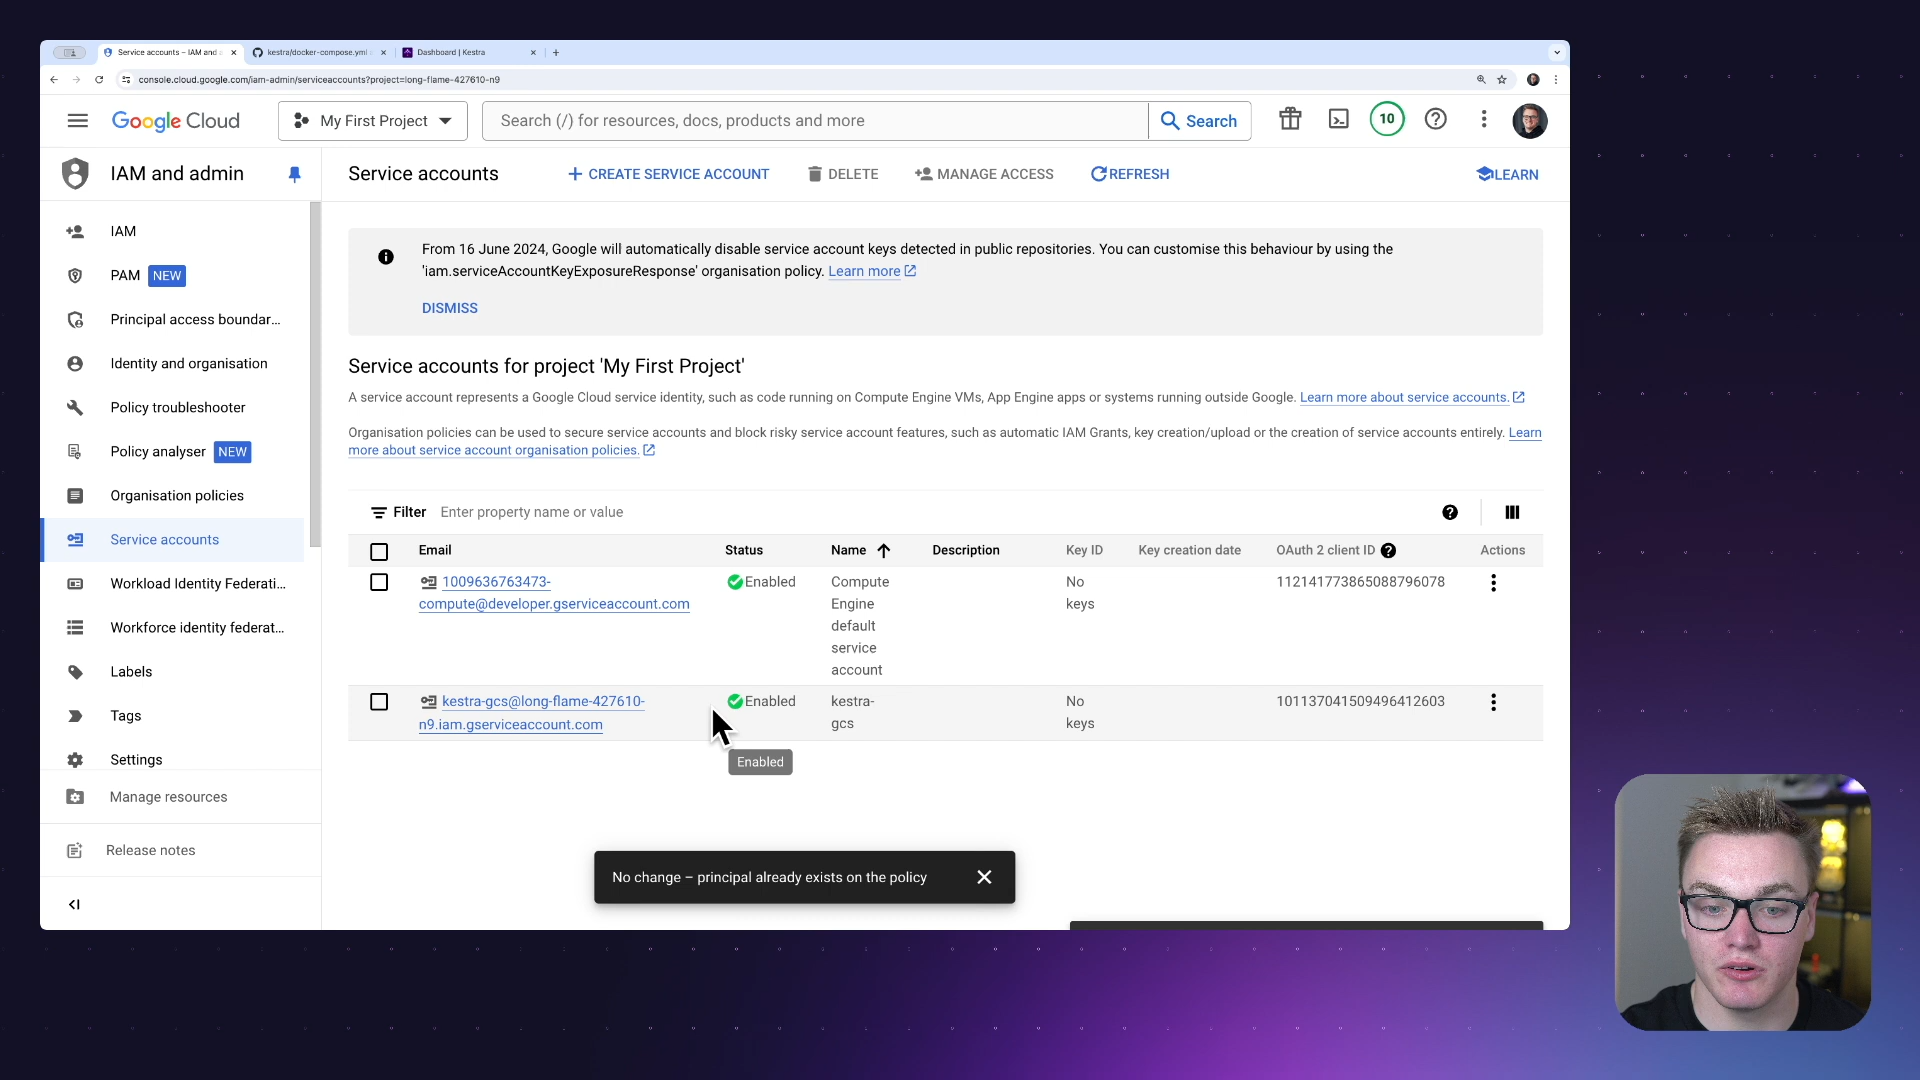 Service accounts – IAM and
kestra/docker-compose.yml
Dashboard | Kestra
console.cloud.google.com/iam-admin/serviceaccounts?project=long-flame-427610-n9
Google Cloud
My First Project
Search (/) for resources, docs, products and more
Search
10
IAM and admin
Service accounts
CREATE SERVICE ACCOUNT
DELETE
MANAGE ACCESS
REFRESH
LEARN
IAM
PAM NEW
Principal access boundar...
Identity and organisation
Policy troubleshooter
Policy analyser NEW
Organisation policies
Service accounts
Workload Identity Federati...
Workforce identity federat...
Labels
Tags
Settings
Manage resources
Release notes
From 16 June 2024, Google will automatically disable service account keys detected in public repositories. You can customise this behaviour by using the
'iam.serviceAccountKeyExposureResponse' organisation policy. Learn more
DISMISS
Service accounts for project 'My First Project'
A service account represents a Google Cloud service identity, such as code running on Compute Engine VMs, App Engine apps or systems running outside Google. Learn more about service accounts.
Organisation policies can be used to secure service accounts and block risky service account features, such as automatic IAM Grants, key creation/upload or the creation of service accounts entirely. Learn
more about service account organisation policies.
Filter Enter property name or value
Email Status Name Description Key ID Key creation date OAuth 2 client ID Actions
1009636763473- Enabled Compute No 112141773865088796078
compute@developer.gserviceaccount.com Engine keys
default
service
account
kestra-gcs@long-flame-427610- Enabled kestra- No 101137041509496412603
n9.iam.gserviceaccount.com gcs keys
Enabled
No change – principal already exists on the policy